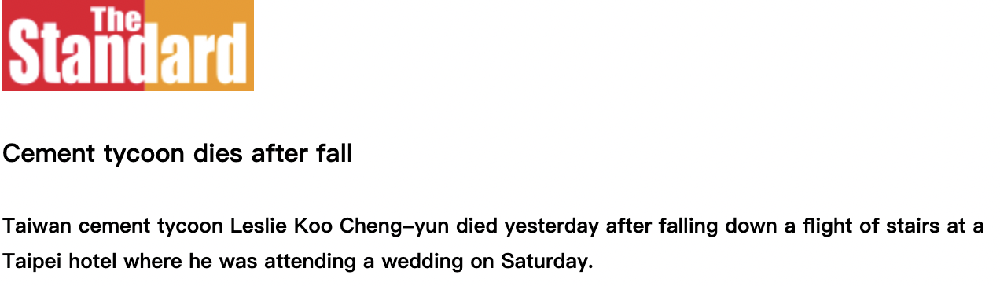 The
Standard
Cement tycoon dies after fall
Taiwan cement tycoon Leslie Koo Cheng-yun died yesterday after falling down a flight of stairs at a
Taipei hotel where he was attending a wedding on Saturday.